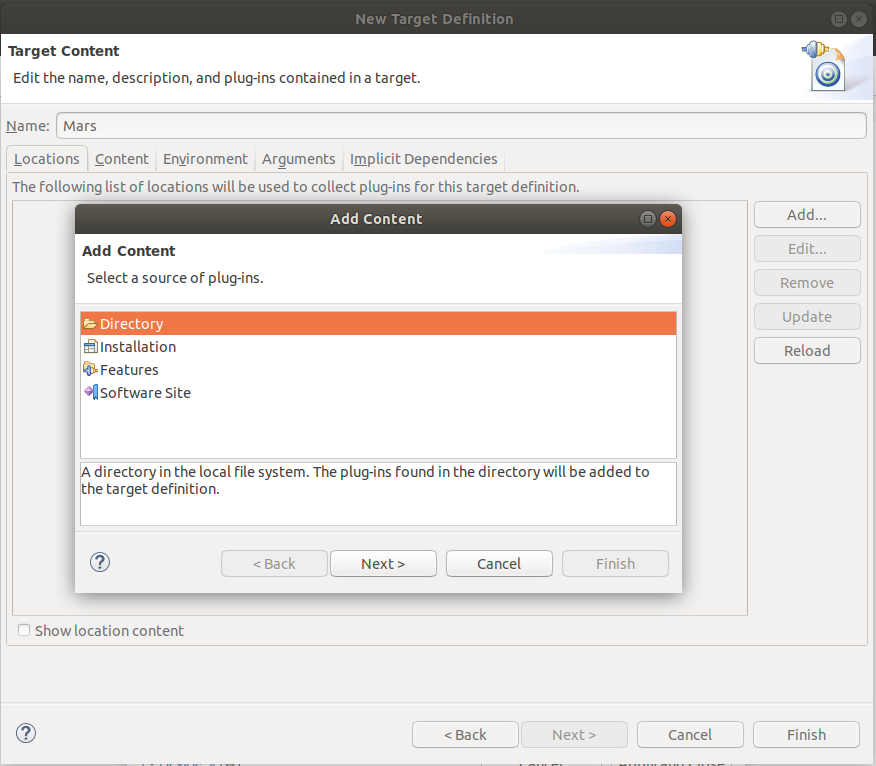 New Target Definition
Target Content
Edit the name, description, and plug-ins contained in a target.
Name: Mars
Locations Content Environment Arguments Implicit Dependencies
The following list of locations will be used to collect plug-ins for this target definition.
Add...
Edit...
Remove
Update
Reload
Add Content
Add Content
Select a source of plug-ins.
Directory
Installation
Features
Software Site
A directory in the local file system. The plug-ins found in the directory will be added to
the target definition.
? < Back Next > Cancel Finish
Show location content
? < Back Next > Cancel Finish